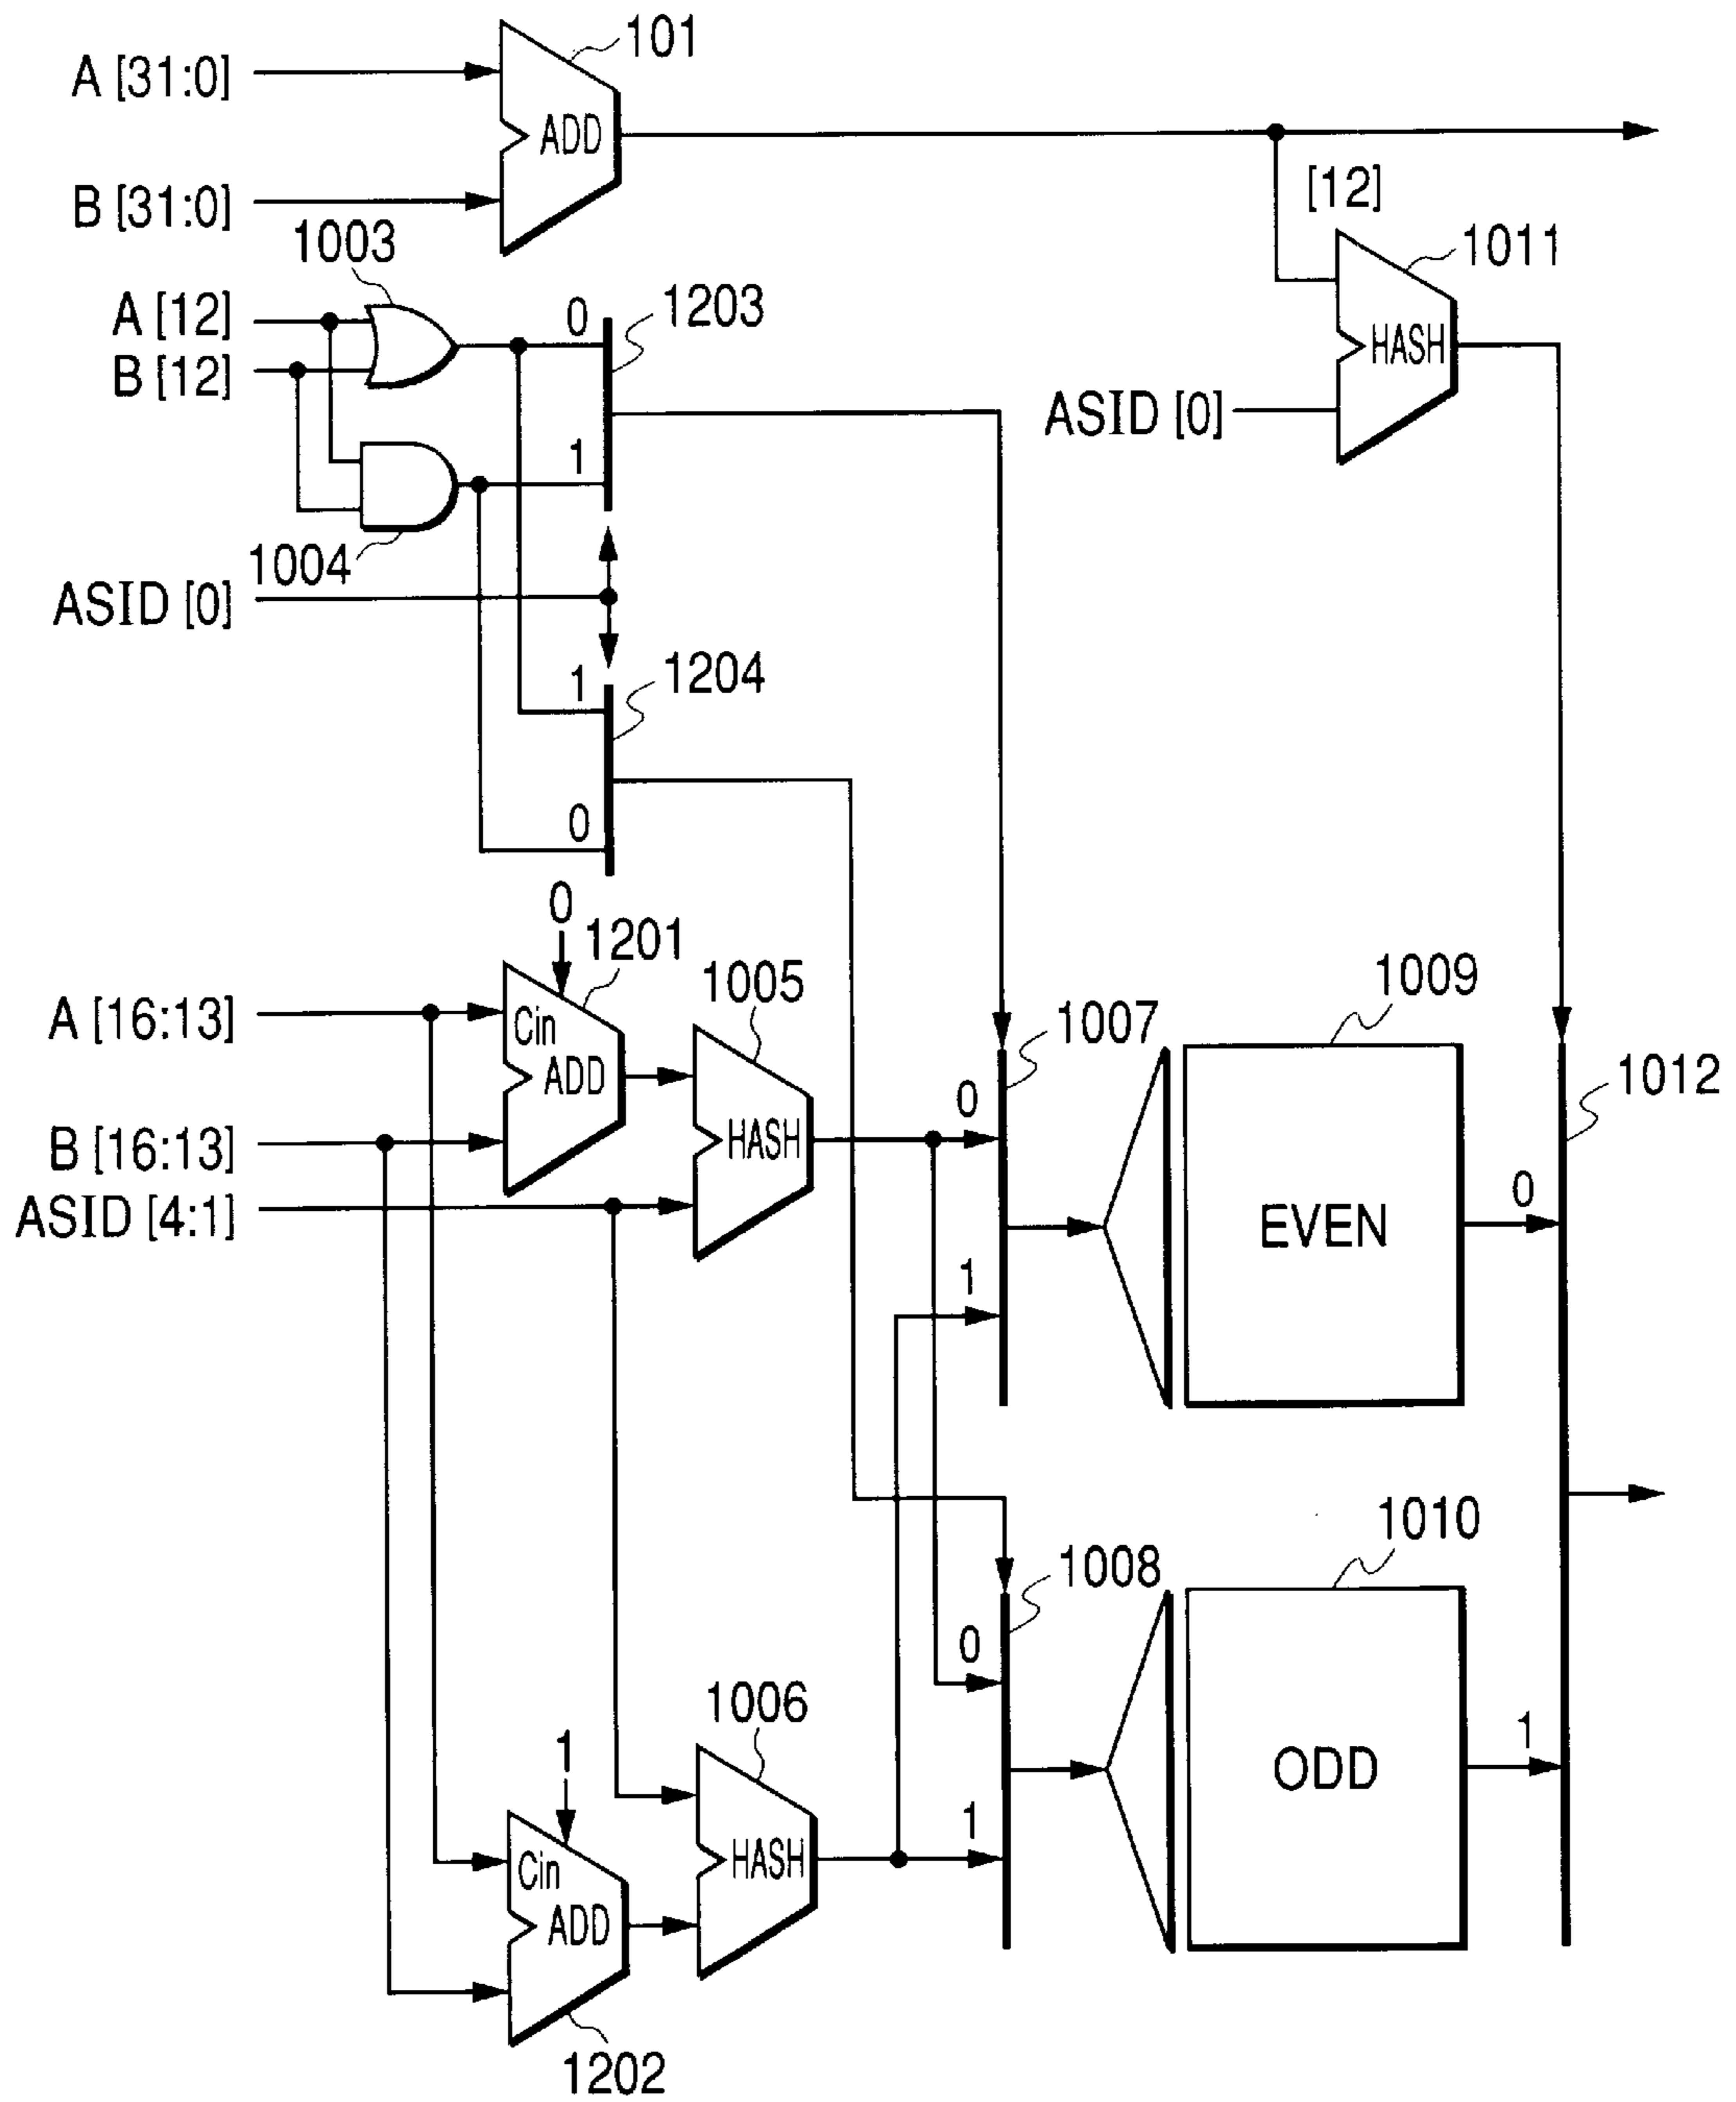 101
A [31:0]
ADD
B [31:0]
[12]
1003
1011
A [12]
0
1203
HASH
B [12]
ASID [0]
1
1004
ASID [0]
1
1204
0
0
1201
1005
1009
A [16:13]
Cin
1007
ADD
1012
0
B [16:13]
HASH
0
ASID [4:1]
EVEN
1
1010
1008
0
1006
1
1
ODD
1
HASH
Cin
ADD
1202